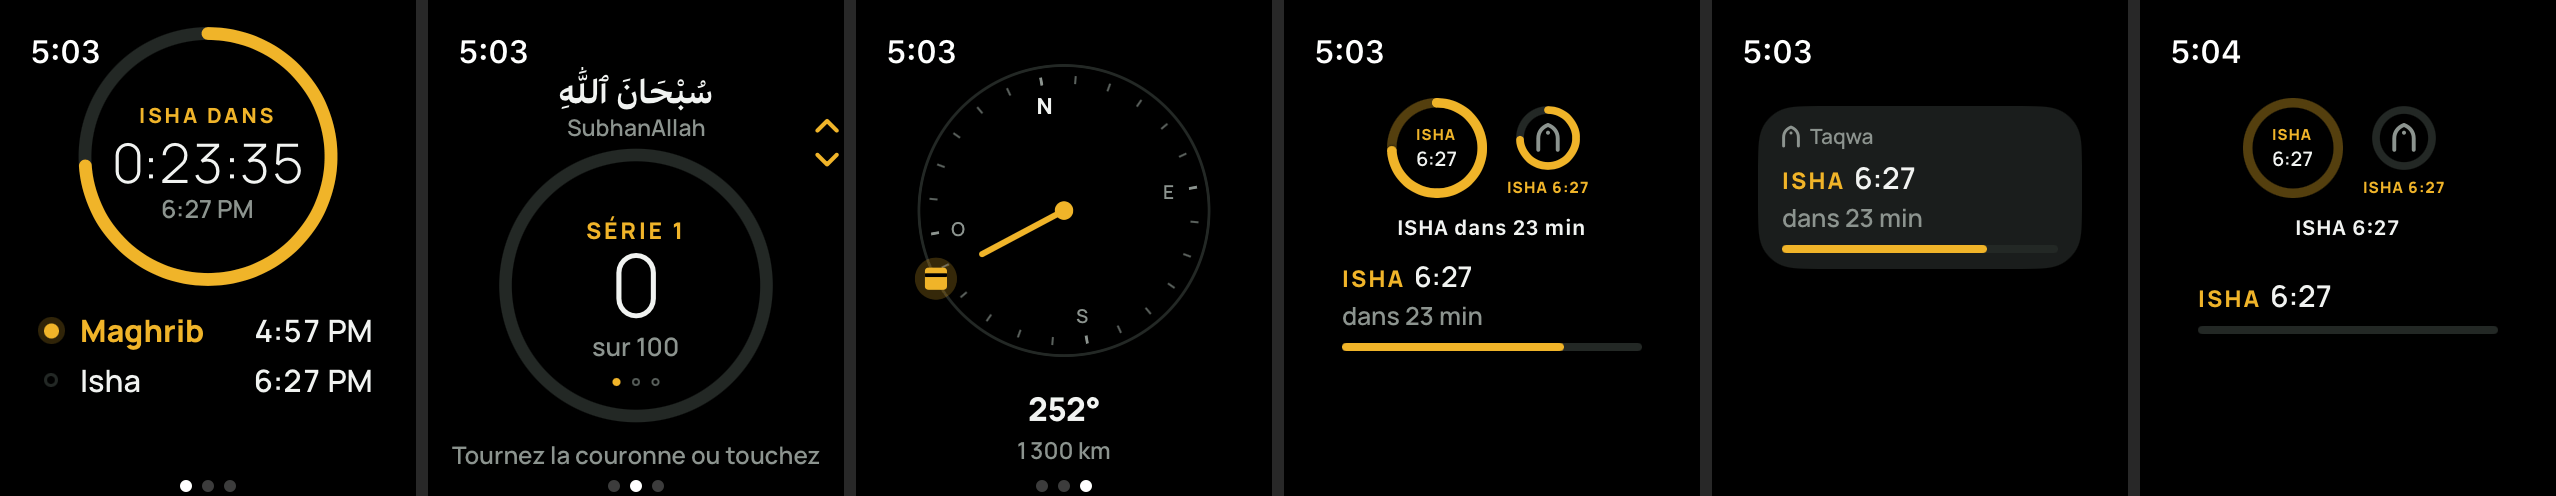 5:03
ISHA DANS
0:23:35
6:27 PM
Maghrib 4:57 PM
Isha 6:27 PM
5:03
سُبْحَانَ ٱللَّٰهِ
SubhanAllah
SÉRIE 1
0
sur 100
Tournez la couronne ou touchez
5:03
N
E
O
S
252°
1 300 km
5:03
ISHA
6:27
ISHA 6:27
ISHA dans 23 min
ISHA 6:27
dans 23 min
5:03
Taqwa
ISHA 6:27
dans 23 min
5:04
ISHA
6:27
ISHA 6:27
ISHA 6:27
ISHA 6:27